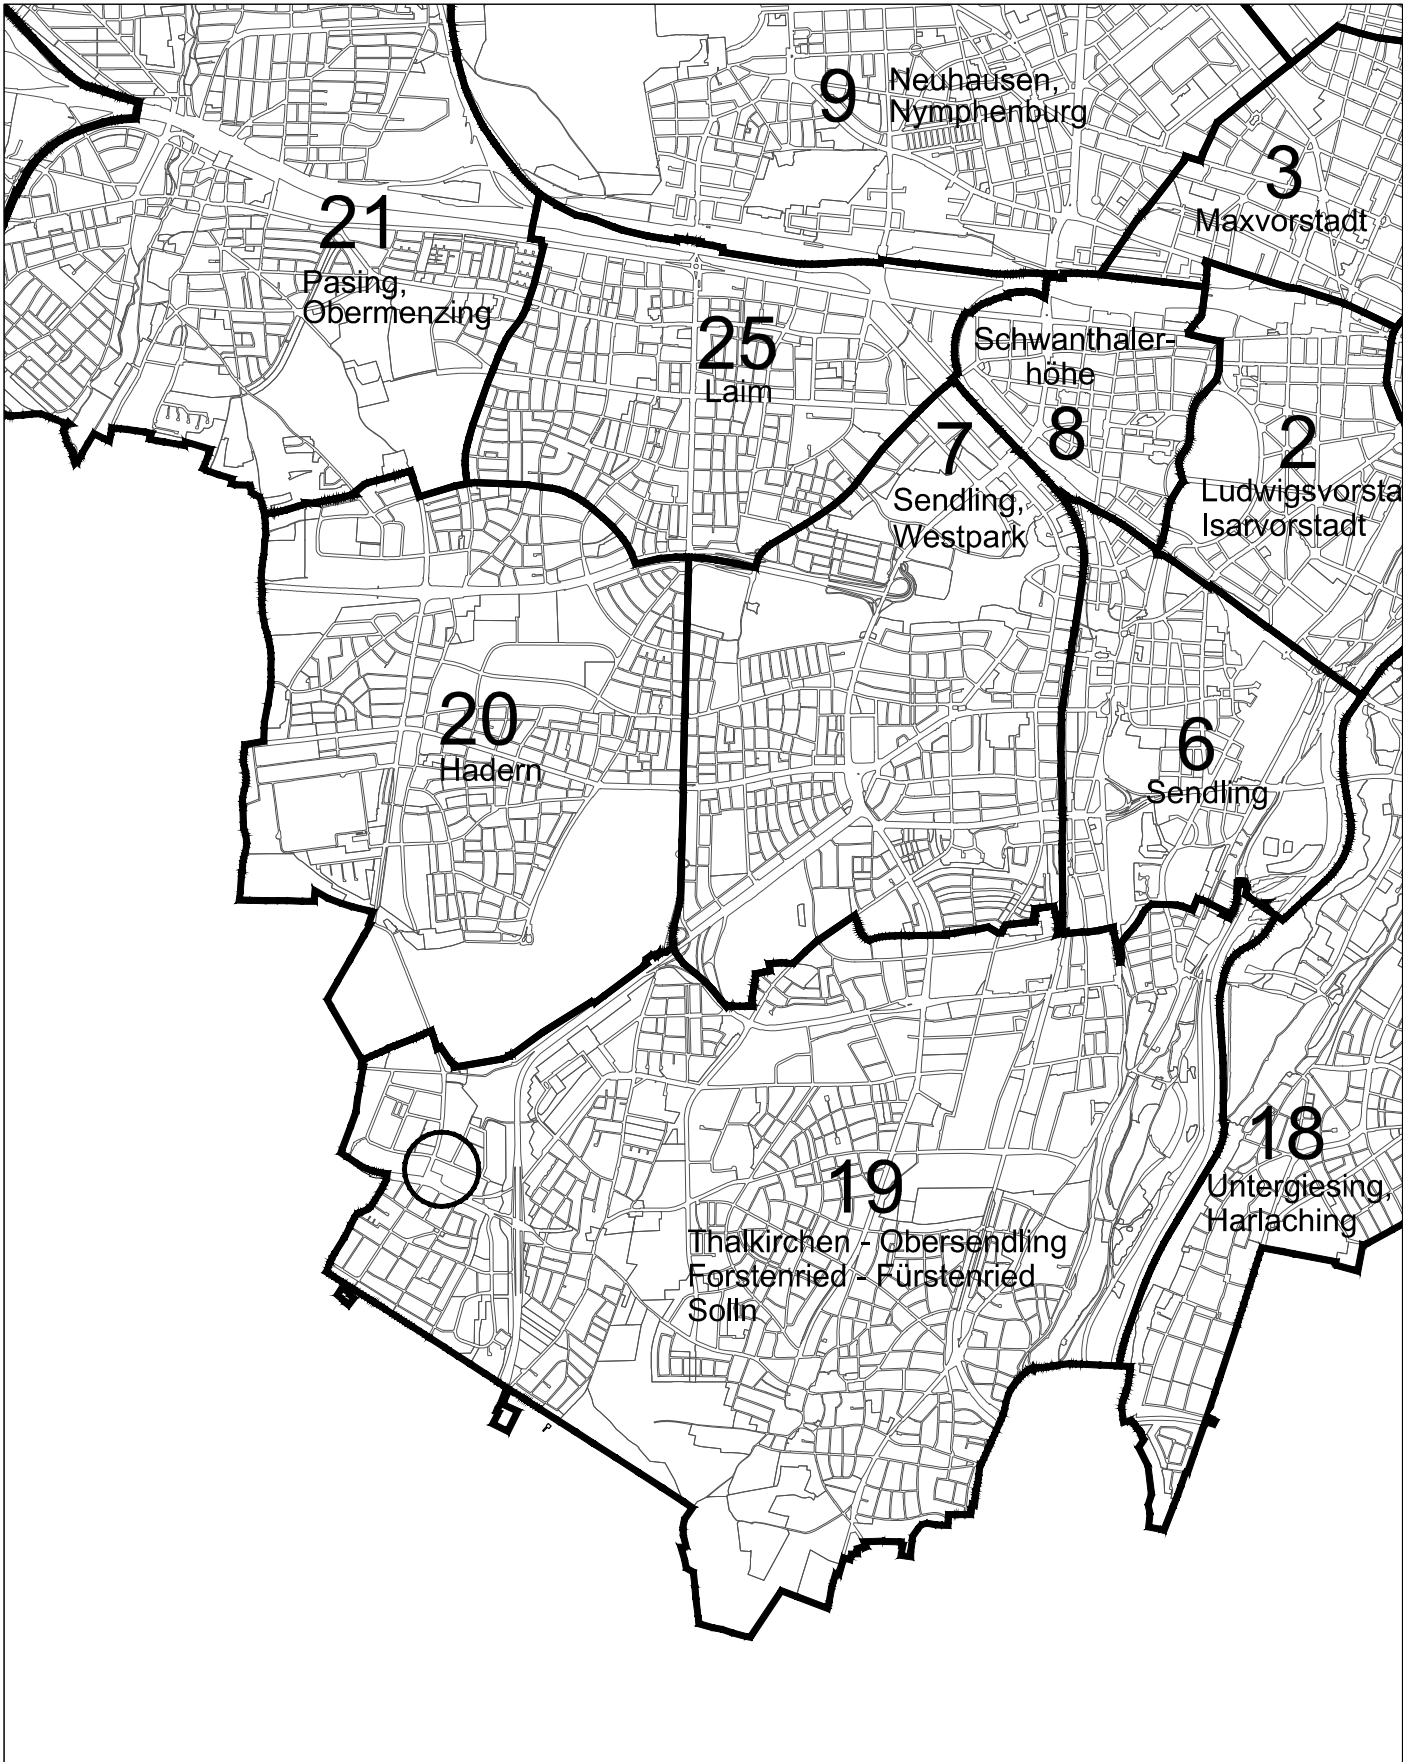 9
Neuhausen,
Nymphenburg
3
Maxvorstadt
21
Pasing,
Obermenzing
25
Laim
Schwanthaler-
höhe
8
7
Sendling,
Westpark
2
Ludwigsvorsta
Isarvorstadt
20
Hadern
6
Sendling
18
Untergiesing,
Harlaching
19
Thalkirchen - Obersendling
Forstenried - Fürstenried
Solln
P